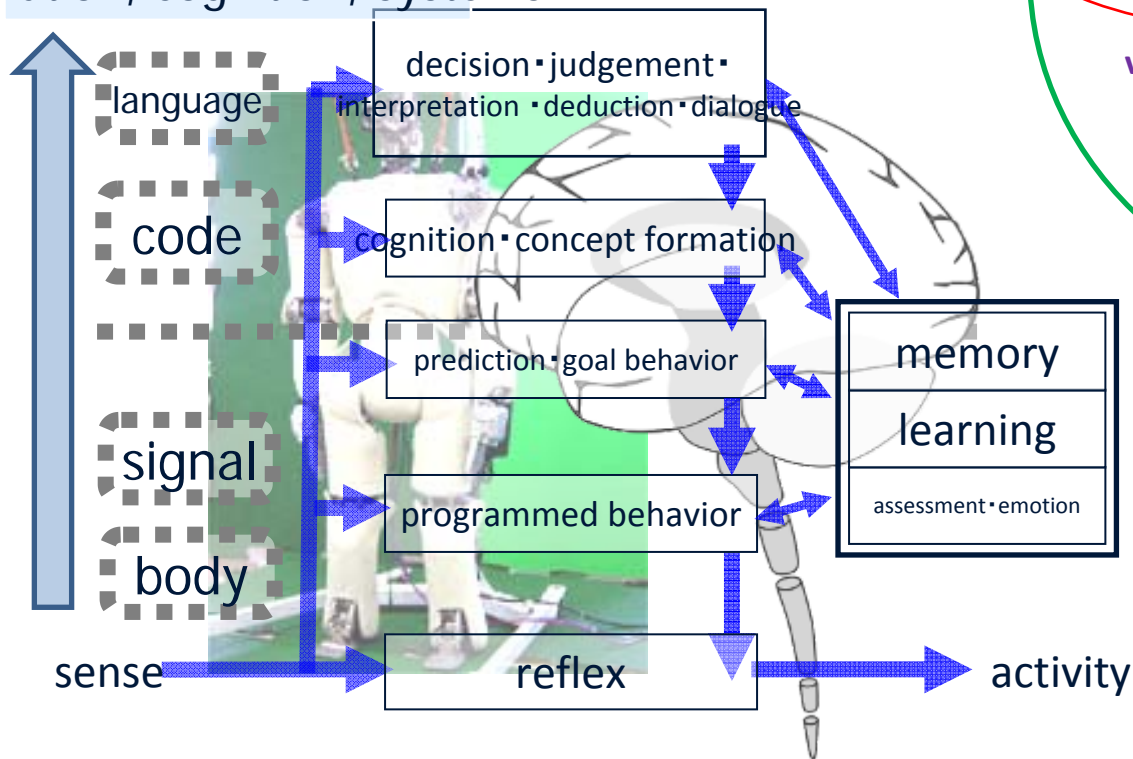 decision・judgement・
interpretation ・deduction・dialogue
language
code
cognition・concept formation
prediction・goal behavior
memory
learning
assessment・emotion
signal
programmed behavior
body
sense
reflex
activity